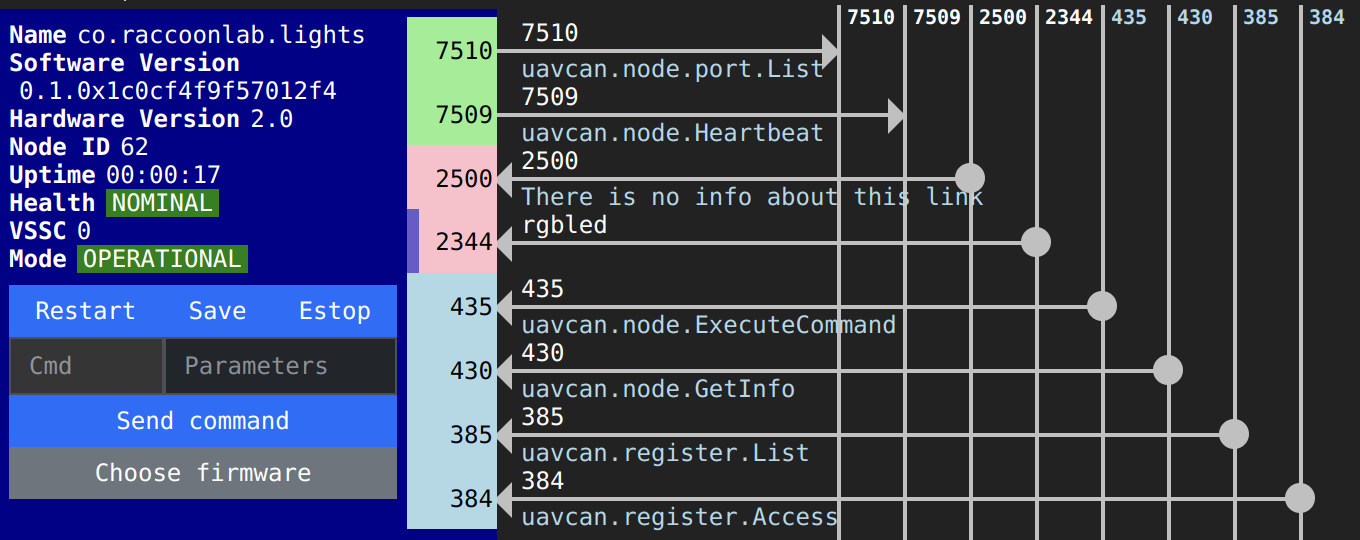 Name co.raccoonlab.lights
Software Version
0.1.0x1c0cf4f9f57012f4
Hardware Version 2.0
Node ID 62
Uptime 00:00:17
Health NOMINAL
VSSC 0
Mode OPERATIONAL
Restart Save Estop
Cmd Parameters
Send command
Choose firmware
7510
7509
2500
2344
435
430
385
384
7510 7509 2500 2344 435 430 385 384
7510
uavcan.node.port.List
7509
uavcan.node.Heartbeat
2500
There is no info about this link
rgbled
435
uavcan.node.ExecuteCommand
430
uavcan.node.GetInfo
385
uavcan.register.List
384
uavcan.register.Access